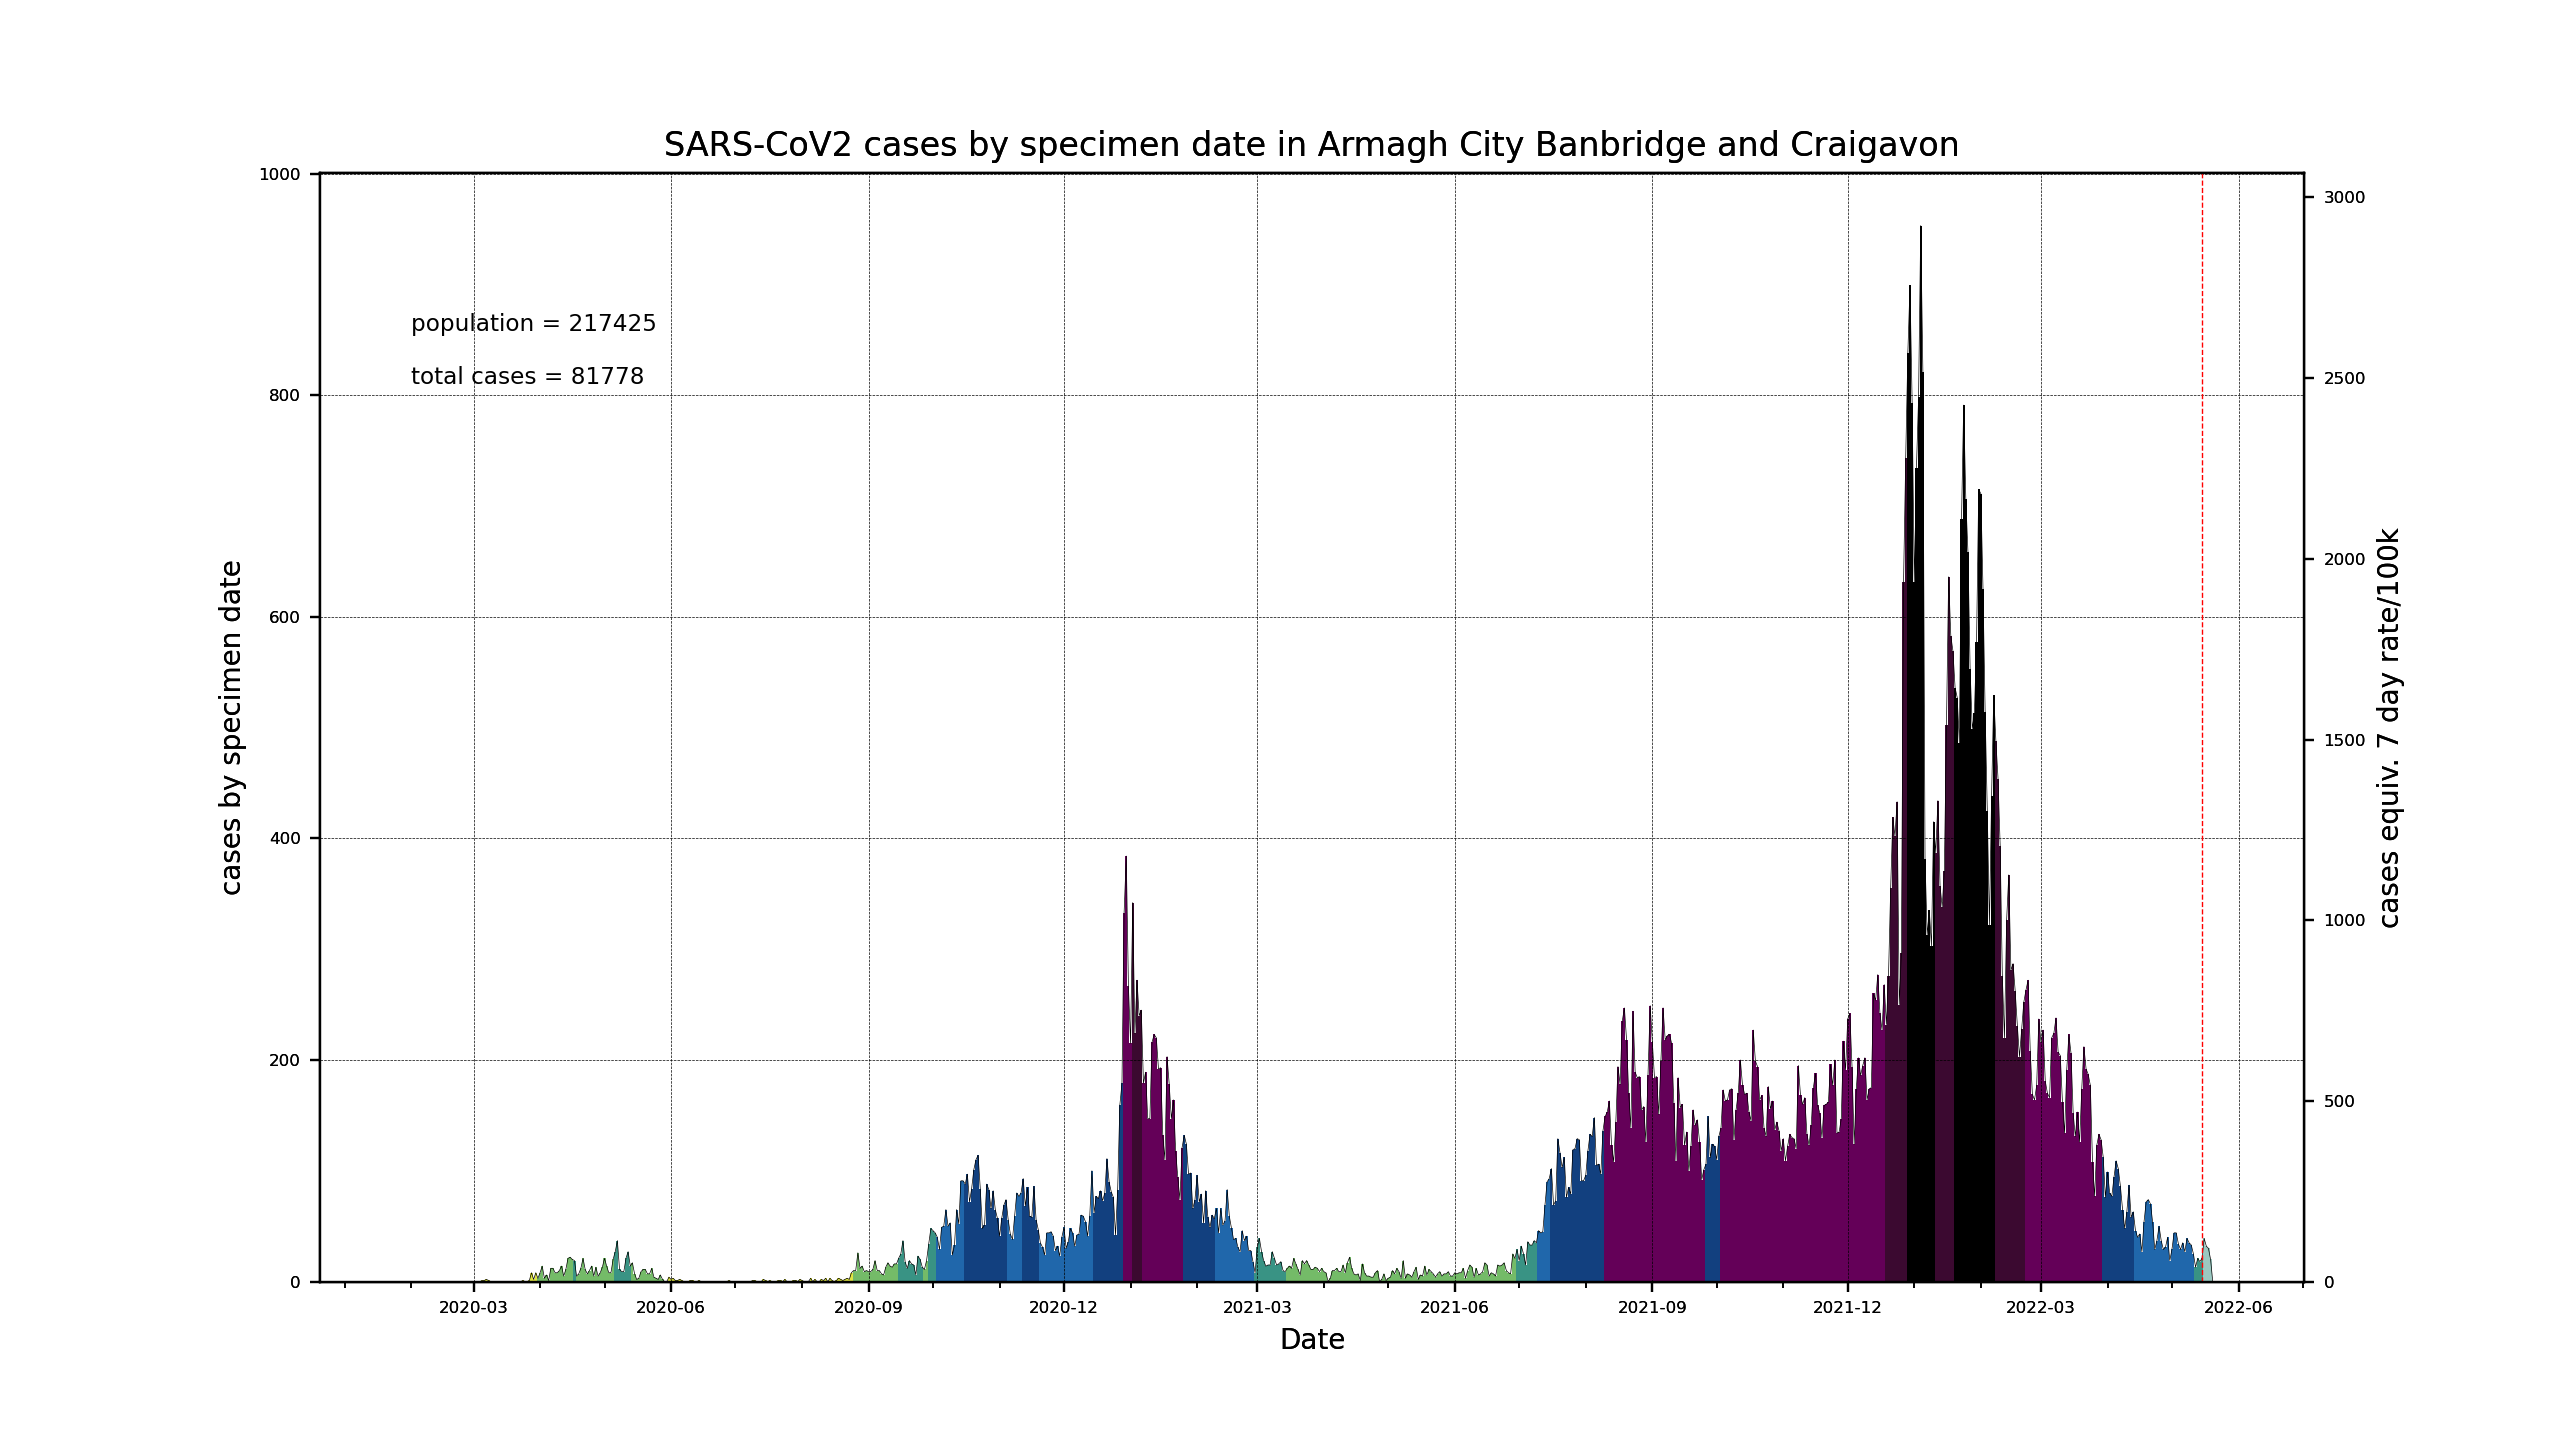 SARS-CoV2 cases by specimen date in Armagh City Banbridge and Craigavon
population = 217425
total cases = 81778
cases by specimen date
1000
800
600
400
200
0
3000
2500
2000
1500
1000
500
0
cases equiv. 7 day rate/100k
2020-03 2020-06 2020-09 2020-12 2021-03 2021-06 2021-09 2021-12 2022-03 2022-06
Date